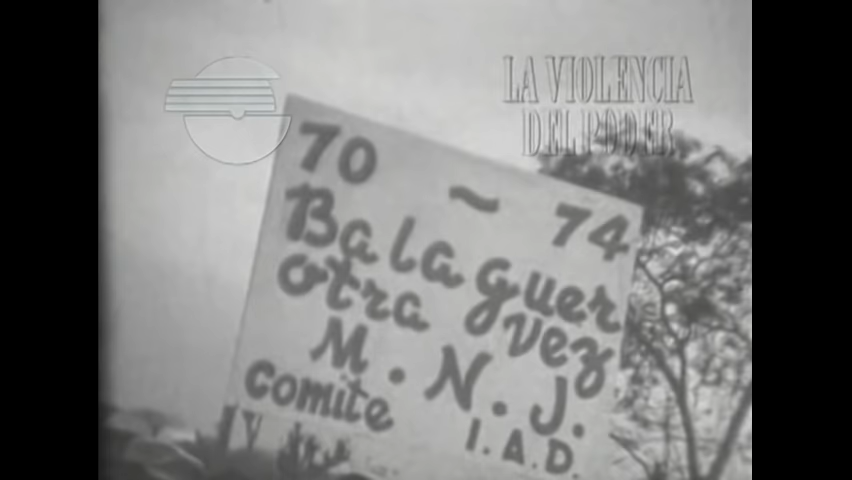 LA VIOLENCIA
DEL PODER
70 ~ 74
Balaguer
otra vez
M. N. J.
comite
I.A.D.